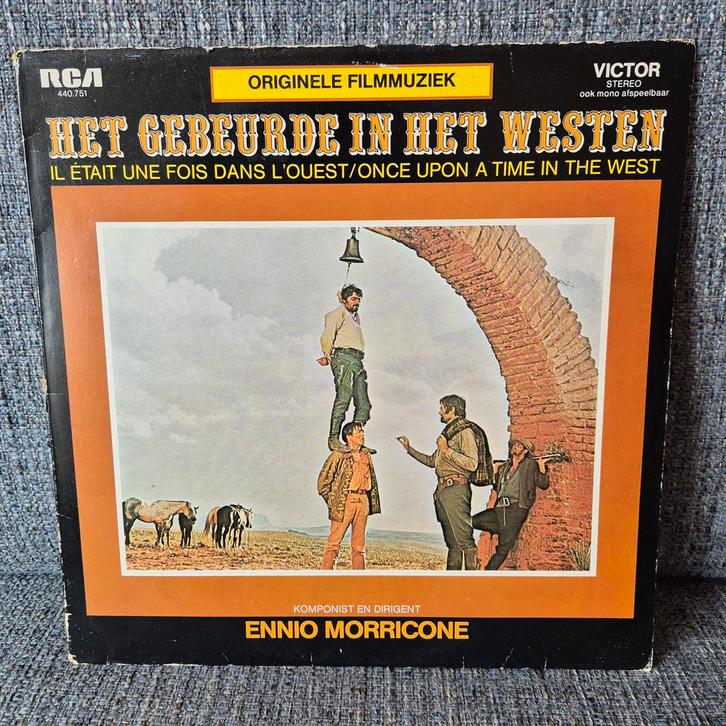 RCA
440.751
ORIGINELE FILMMUZIEK
VICTOR
STEREO
ook mono afspeelbaar
HET GEBEURDE IN HET WESTEN
IL ÉTAIT UNE FOIS DANS L'OUEST/ONCE UPON A TIME IN THE WEST
KOMPONIST EN DIRIGENT
ENNIO MORRICONE